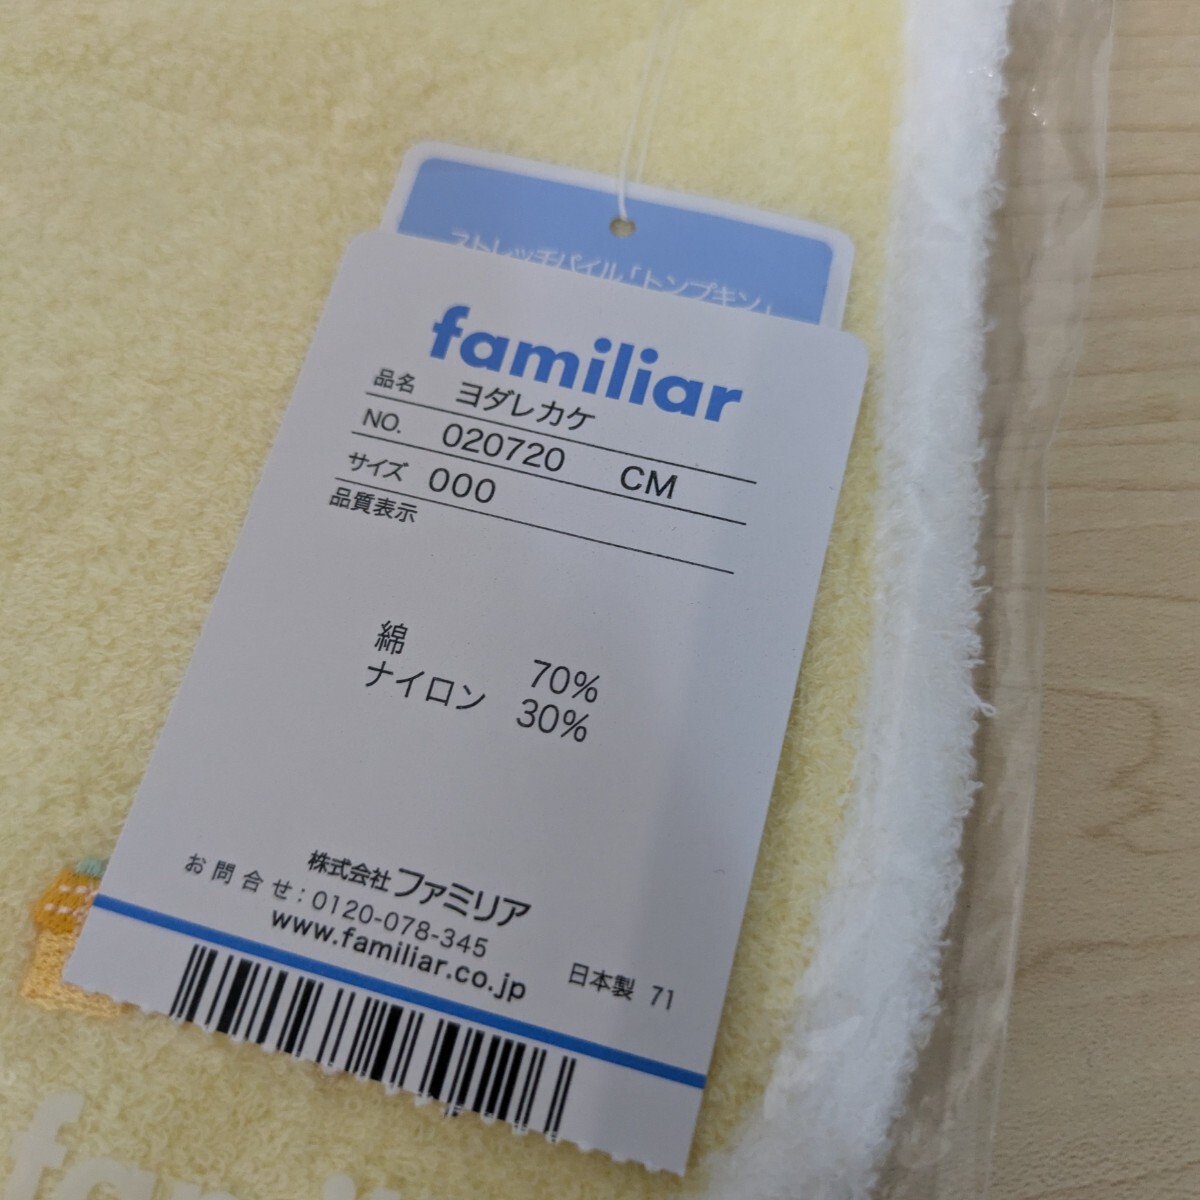 ストレッチパイル「トンプキン」
familiar
品名 ヨダレカケ
NO. 020720 CM
サイズ 000
品質表示
綿 70%
ナイロン 30%
株式会社ファミリア
お問合せ:0120-078-345
www.familiar.co.jp
日本製 71